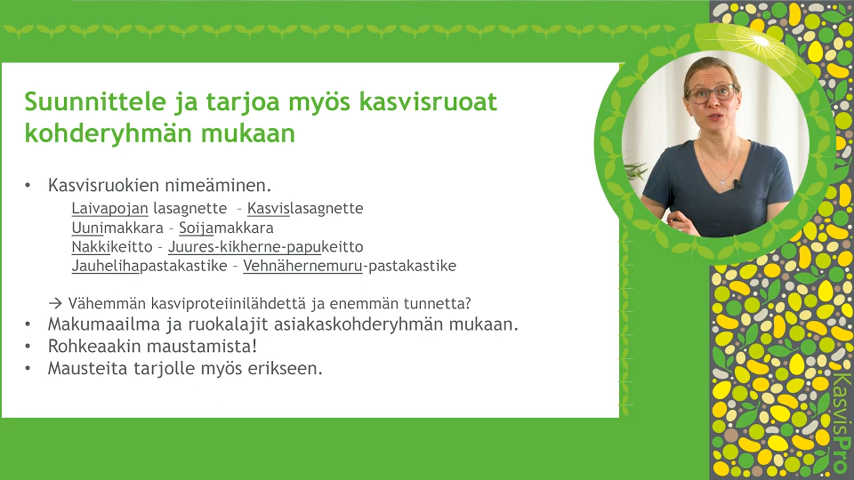 Suunnittele ja tarjoa myös kasvisruoat
kohderyhmän mukaan
• Kasvisruokien nimeäminen.
Laivapojan lasagnette – Kasvislasagnette
Uunimakkara – Soijamakkara
Nakkikeitto – Juures-kikherne-papukeitto
Jauhelihapastakastike – Vehnähernemuru-pastakastike
→ Vähemmän kasviproteiinilähdettä ja enemmän tunnetta?
• Makumaailma ja ruokalajit asiakaskohderyhmän mukaan.
• Rohkeaakin maustamista!
• Mausteita tarjolle myös erikseen.
KasvisPro